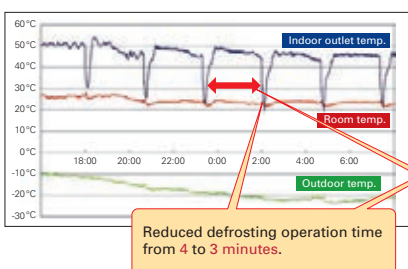 60°C
50°C
40°C
30°C
20°C
10°C
0°C
-10°C
-20°C
-30°C
Indoor outlet temp.
Room temp.
18:00 20:00 22:00 0:00 2:00 4:00 6:00
Outdoor temp.
Reduced defrosting operation time
from 4 to 3 minutes.